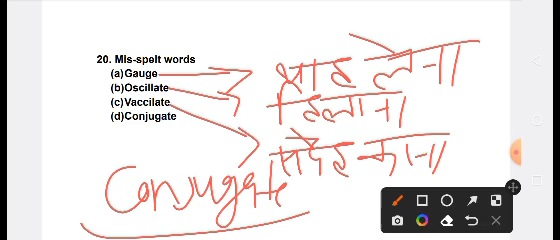 20. MIs-spelt words
(a)Gauge
(b)Oscillate
(c)Vaccilate
(d)Conjugate
थाह लेना
हिलाना
संदेह करना
Conjugate